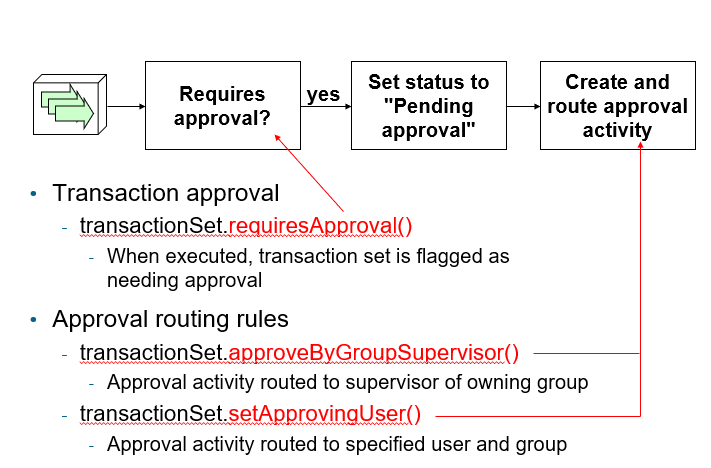 Requires
approval?
yes
Set status to
"Pending
approval"
Create and
route approval
activity
• Transaction approval
- transactionSet.requiresApproval()
- When executed, transaction set is flagged as
needing approval
• Approval routing rules
- transactionSet.approveByGroupSupervisor()
- Approval activity routed to supervisor of owning group
- transactionSet.setApprovingUser()
- Approval activity routed to specified user and group